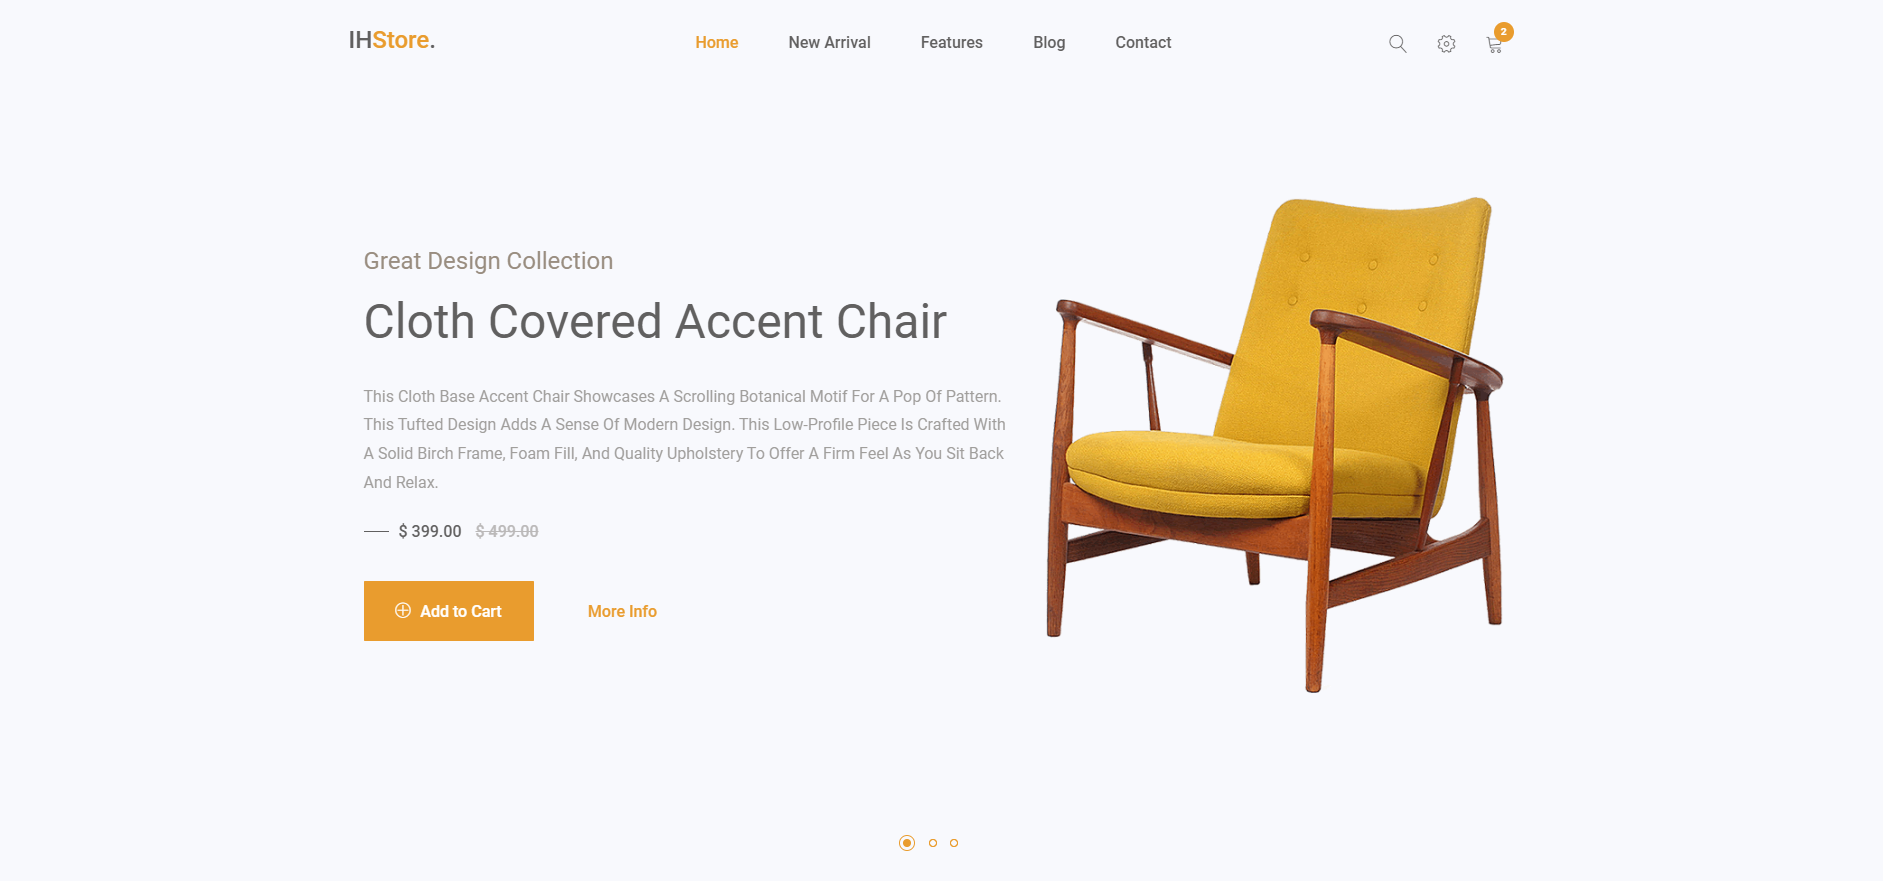 IHStore.
Home New Arrival Features Blog Contact
2
Great Design Collection
Cloth Covered Accent Chair
This Cloth Base Accent Chair Showcases A Scrolling Botanical Motif For A Pop Of Pattern.
This Tufted Design Adds A Sense Of Modern Design. This Low-Profile Piece Is Crafted With
A Solid Birch Frame, Foam Fill, And Quality Upholstery To Offer A Firm Feel As You Sit Back
And Relax.
$ 399.00 $ 499.00
Add to Cart More Info